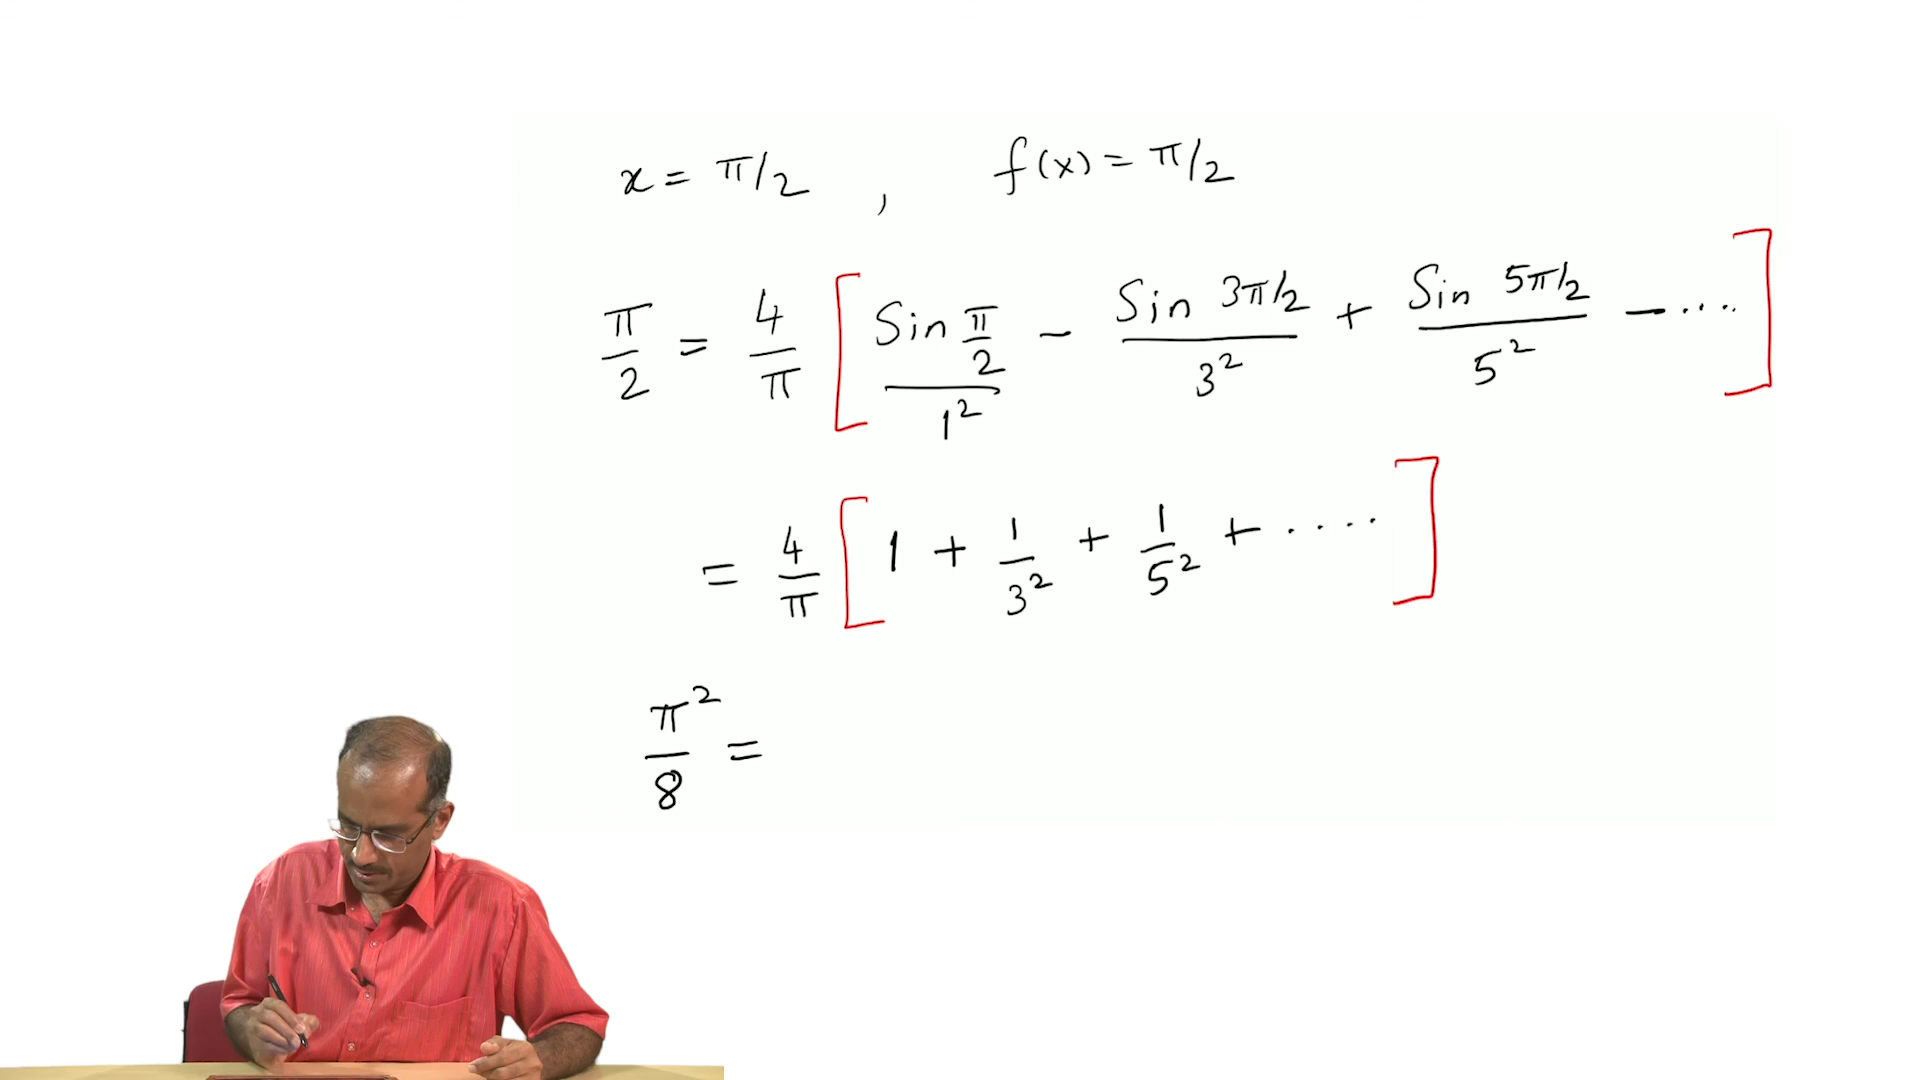 x = π/2 , f(x) = π/2
π/2 = 4/π [ Sin π/2 / 1² - Sin 3π/2 / 3² + Sin 5π/2 / 5² - .... ]
= 4/π [ 1 + 1/3² + 1/5² + .... ]
π²/8 =